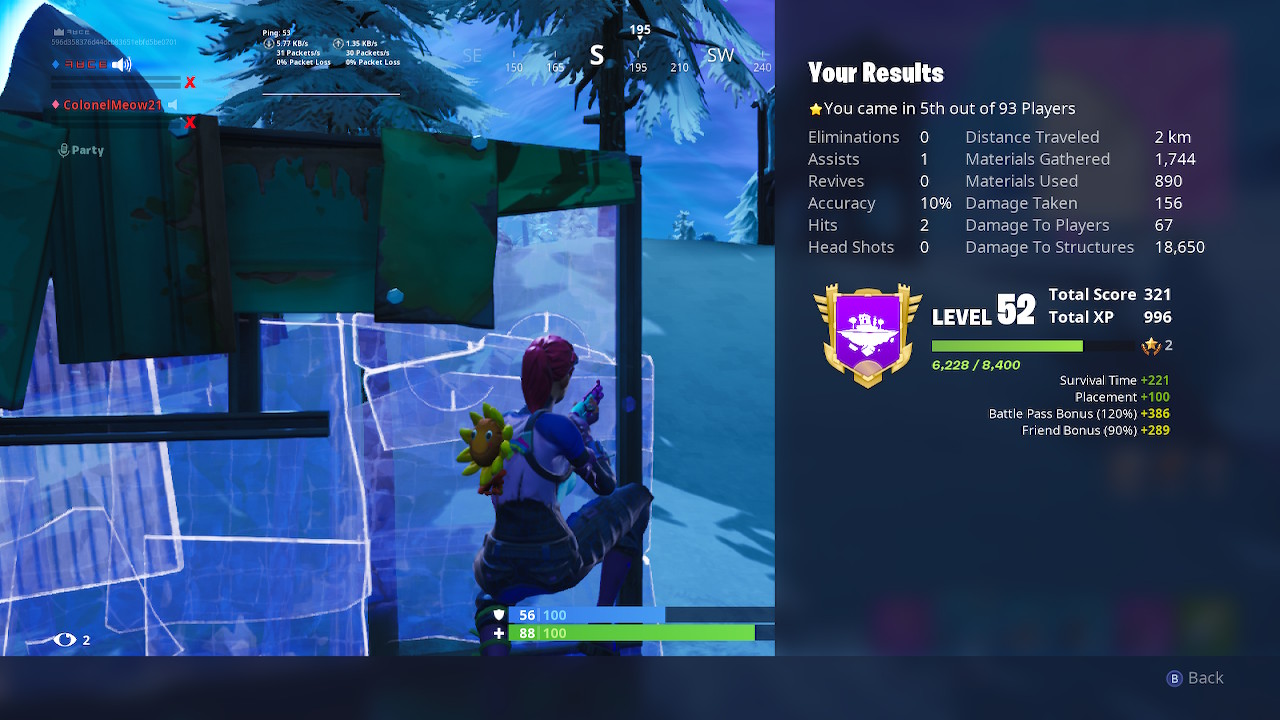 Ping: 53
5.77 KB/s 1.35 KB/s
31 Packets/s 30 Packets/s
0% Packet Loss 0% Packet Loss
195
SE 150 165 S 195 210 SW 240
X
ColonelMeow21
X
Party
56 | 100
88 | 100
2
Your Results
You came in 5th out of 93 Players
Eliminations 0 Distance Traveled 2 km
Assists 1 Materials Gathered 1,744
Revives 0 Materials Used 890
Accuracy 10% Damage Taken 156
Hits 2 Damage To Players 67
Head Shots 0 Damage To Structures 18,650
LEVEL 52
Total Score 321
Total XP 996
2
6,228 / 8,400
Survival Time +221
Placement +100
Battle Pass Bonus (120%) +386
Friend Bonus (90%) +289
B Back